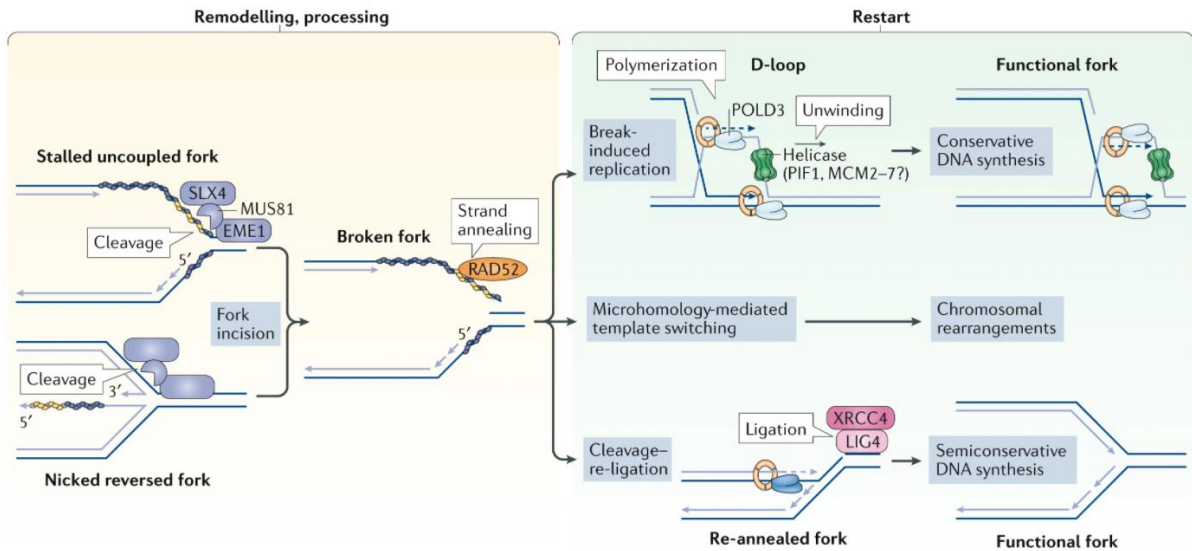 Remodelling, processing
Restart
Stalled uncoupled fork
SLX4
MUS81
EME1
Cleavage
5′
Fork
incision
Cleavage
3′
5′
Nicked reversed fork
Broken fork
Strand
annealing
RAD52
5′
Polymerization
D-loop
POLD3
Unwinding
Break-
induced
replication
Helicase
(PIF1, MCM2–7?)
Functional fork
Conservative
DNA synthesis
Microhomology-mediated
template switching
Chromosomal
rearrangements
Cleavage–
re-ligation
Ligation
XRCC4
LIG4
Re-annealed fork
Semiconservative
DNA synthesis
Functional fork